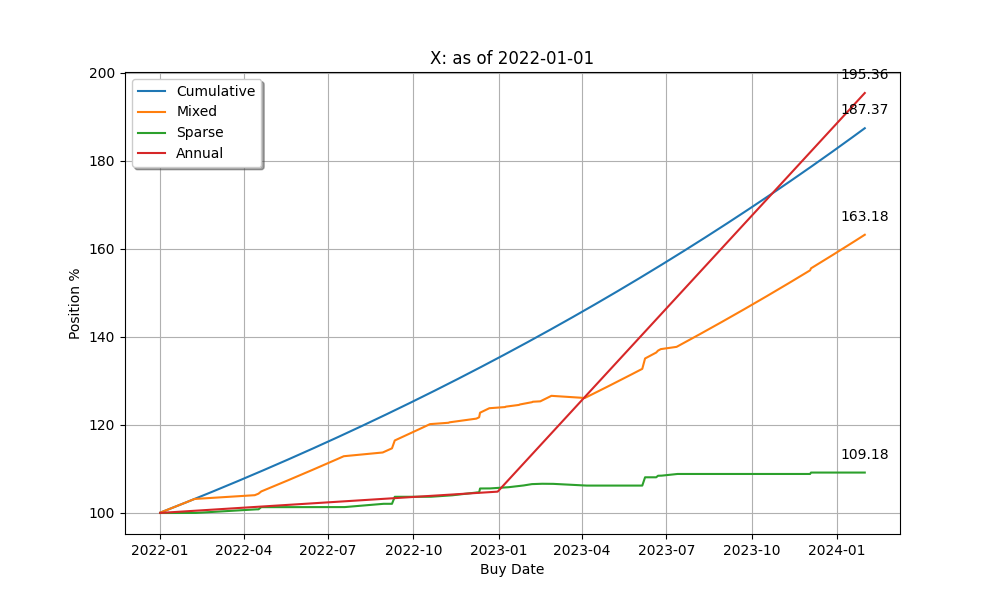 X: as of 2022-01-01
200
180
160
140
120
100
Position %
Cumulative
Mixed
Sparse
Annual
195.36
187.37
163.18
109.18
2022-01 2022-04 2022-07 2022-10 2023-01 2023-04 2023-07 2023-10 2024-01
Buy Date